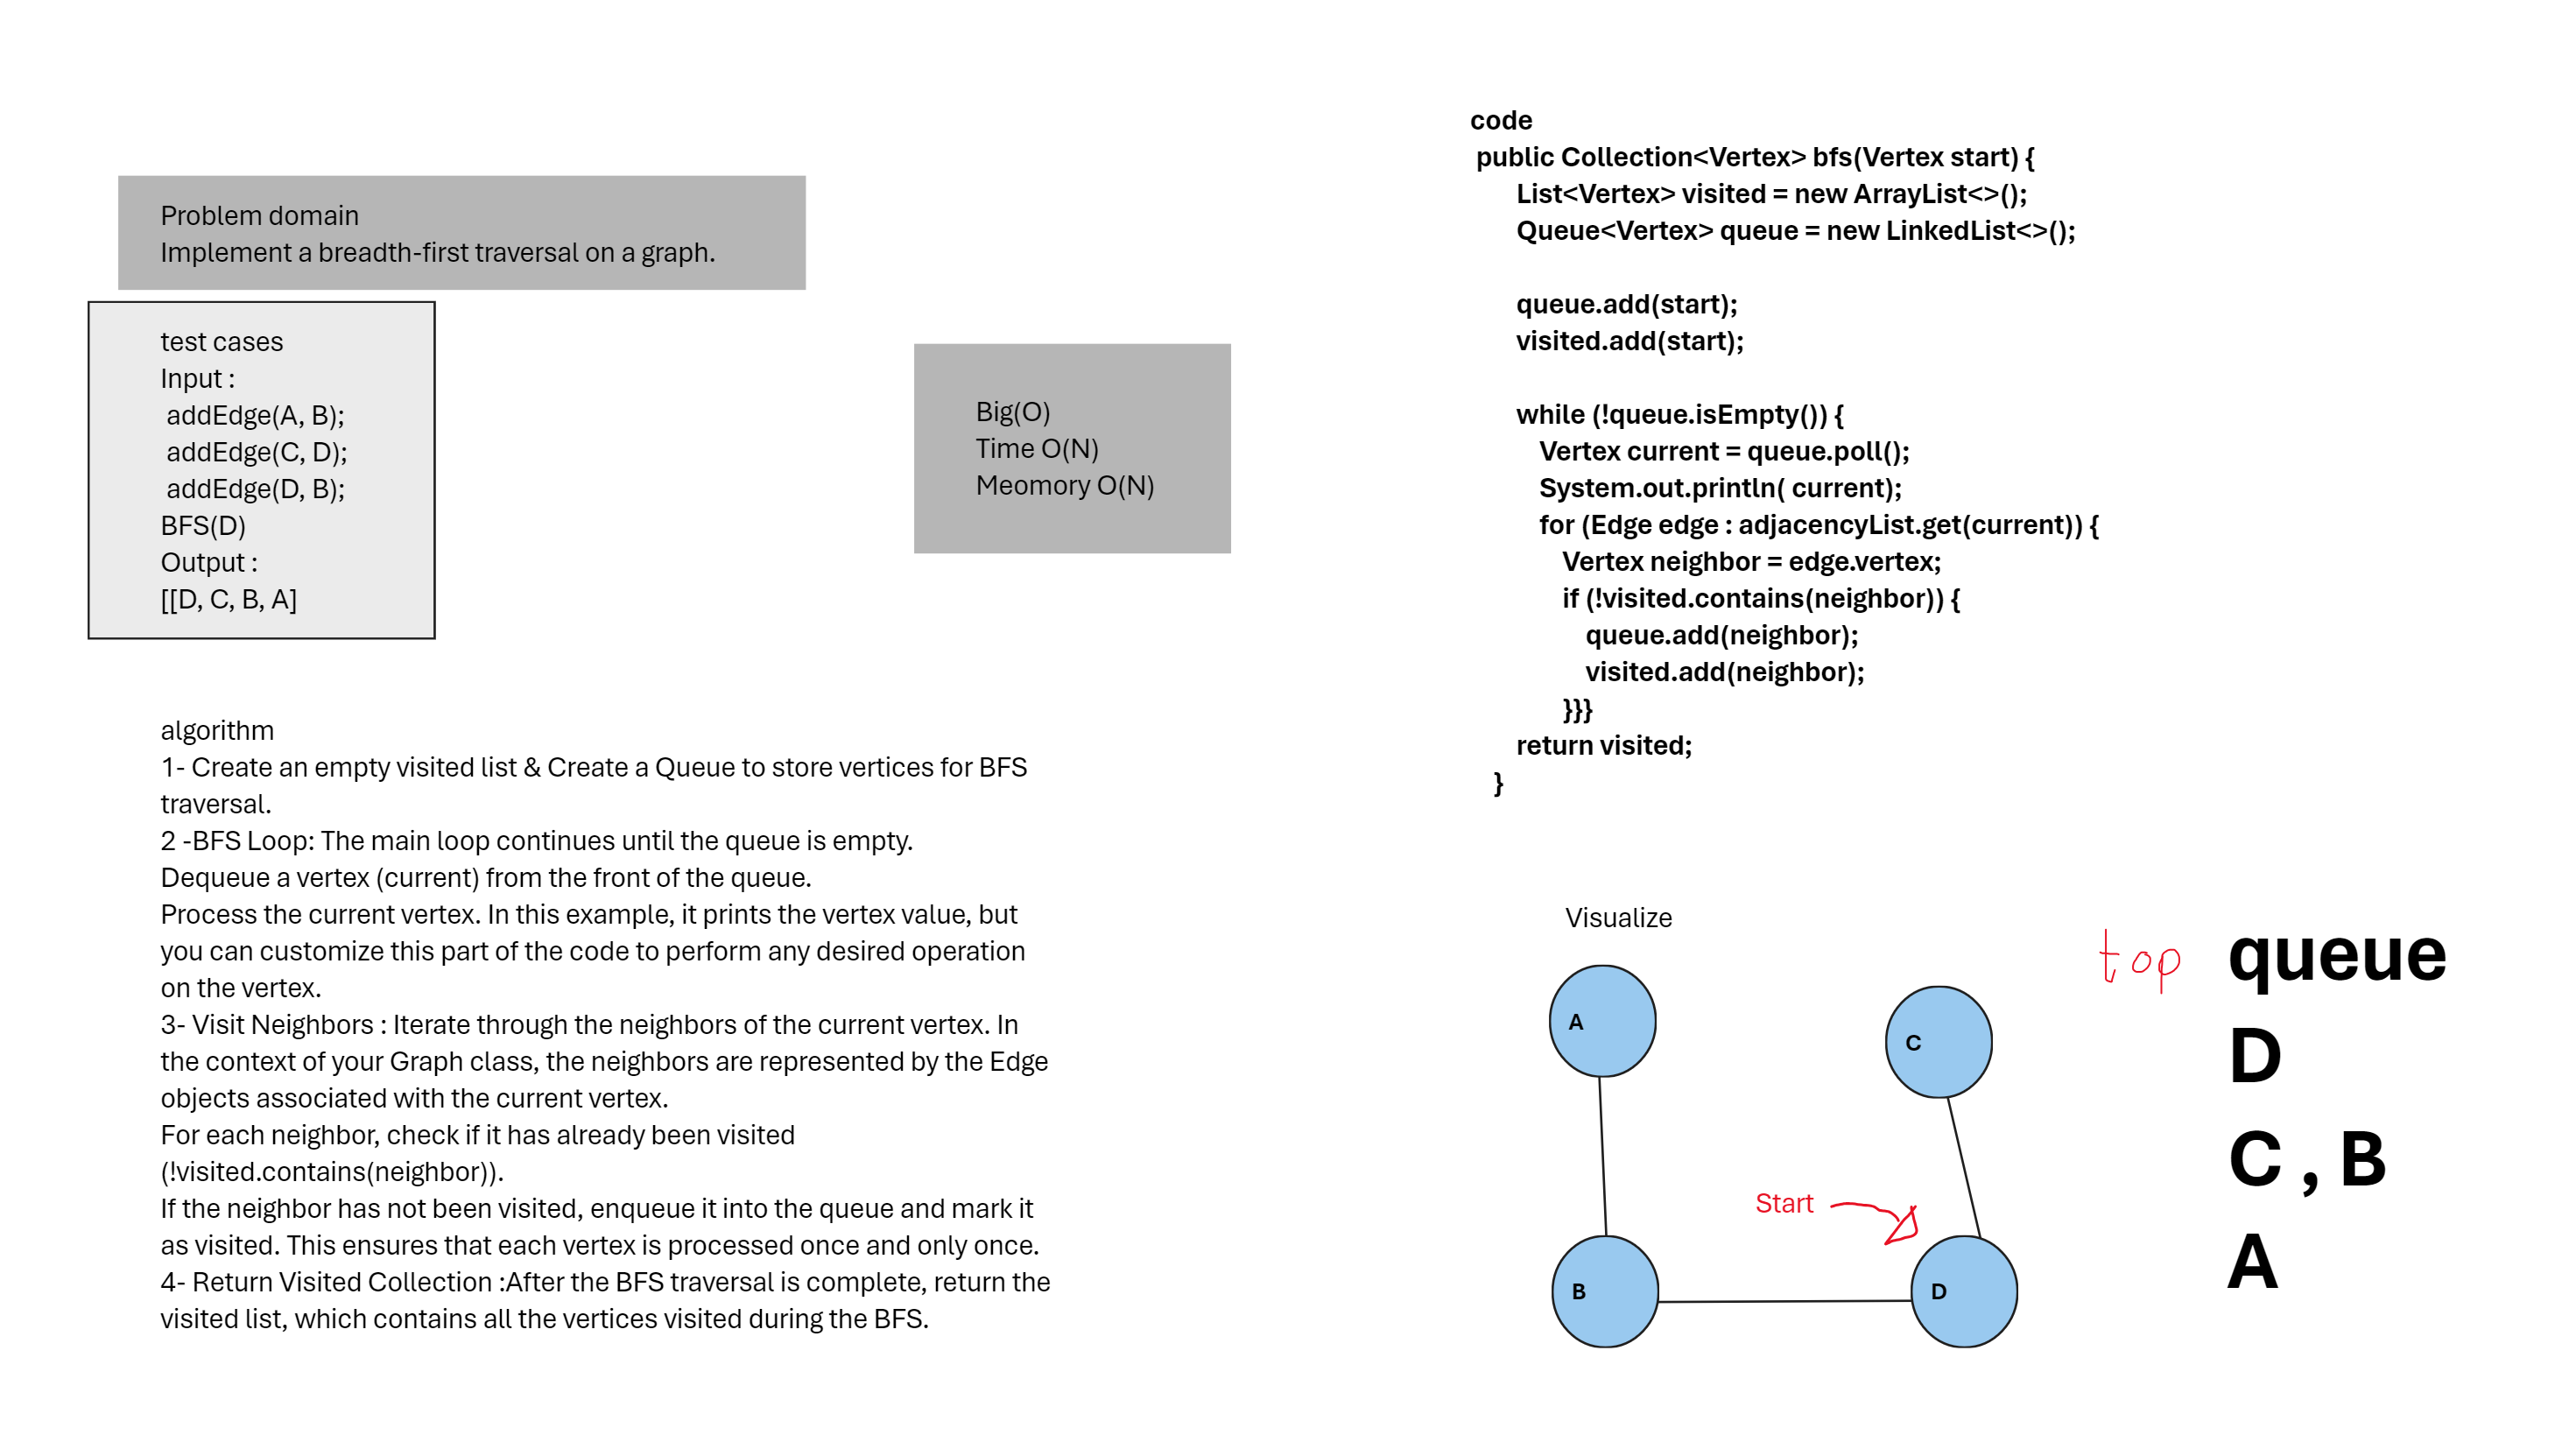 Problem domain
Implement a breadth-first traversal on a graph.
test cases
Input :
addEdge(A, B);
addEdge(C, D);
addEdge(D, B);
BFS(D)
Output :
[[D, C, B, A]
Big(O)
Time O(N)
Meomory O(N)
algorithm
1- Create an empty visited list & Create a Queue to store vertices for BFS
traversal.
2 -BFS Loop: The main loop continues until the queue is empty.
Dequeue a vertex (current) from the front of the queue.
Process the current vertex. In this example, it prints the vertex value, but
you can customize this part of the code to perform any desired operation
on the vertex.
3- Visit Neighbors : Iterate through the neighbors of the current vertex. In
the context of your Graph class, the neighbors are represented by the Edge
objects associated with the current vertex.
For each neighbor, check if it has already been visited
(!visited.contains(neighbor)).
If the neighbor has not been visited, enqueue it into the queue and mark it
as visited. This ensures that each vertex is processed once and only once.
4- Return Visited Collection :After the BFS traversal is complete, return the
visited list, which contains all the vertices visited during the BFS.
code
public Collection<Vertex> bfs(Vertex start) {
List<Vertex> visited = new ArrayList<>();
Queue<Vertex> queue = new LinkedList<>();
queue.add(start);
visited.add(start);
while (!queue.isEmpty()) {
Vertex current = queue.poll();
System.out.println( current);
for (Edge edge : adjacencyList.get(current)) {
Vertex neighbor = edge.vertex;
if (!visited.contains(neighbor)) {
queue.add(neighbor);
visited.add(neighbor);
}}}
return visited;
}
Visualize
A
C
Start
B
D
top queue
D
C , B
A